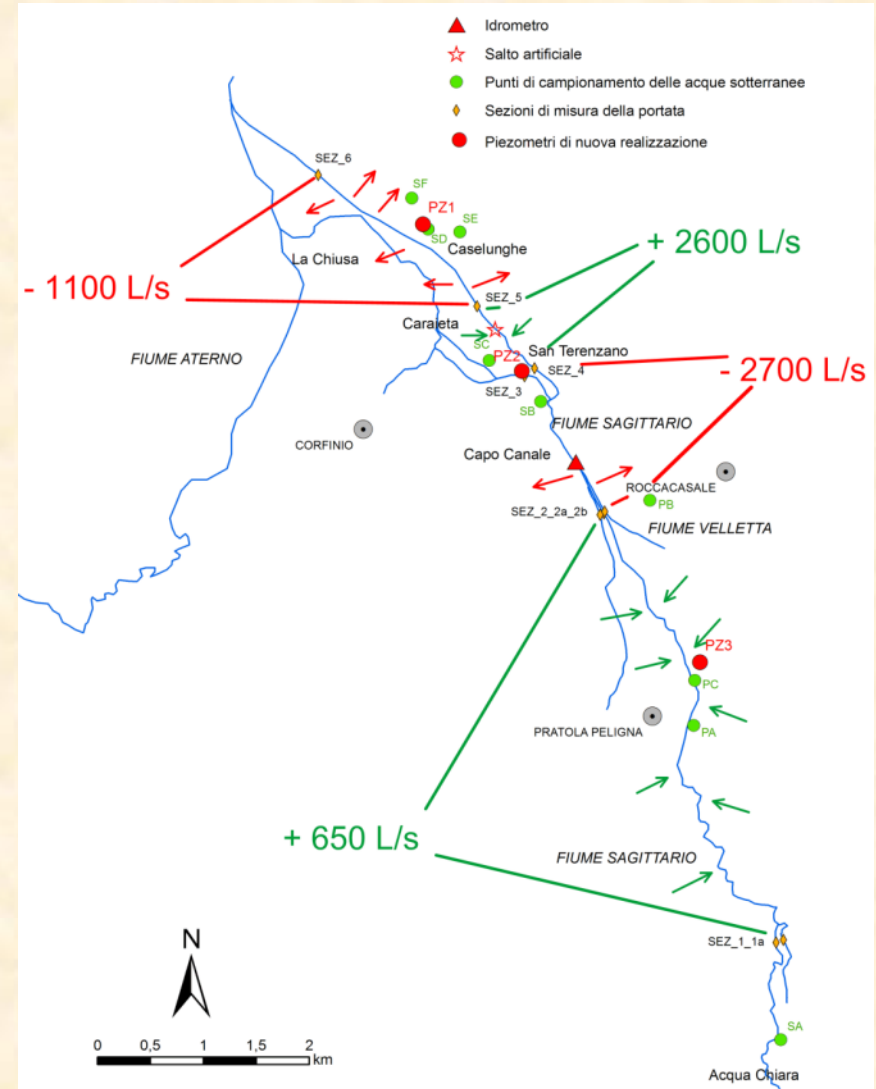 Idrometro
Salto artificiale
Punti di campionamento delle acque sotterranee
Sezioni di misura della portata
Piezometri di nuova realizzazione
SEZ_6
SF
PZ1
SE
SD
Caselunghe
+ 2600 L/s
La Chiusa
- 1100 L/s
SEZ_5
Carajeta
SC
PZ2
San Terenzano
FIUME ATERNO
SEZ_4
- 2700 L/s
SEZ_3
SB
FIUME SAGITTARIO
CORFINIO
Capo Canale
ROCCACASALE
PB
SEZ_2_2a_2b
FIUME VELLETTA
PZ3
PC
PRATOLA PELIGNA
PA
+ 650 L/s
FIUME SAGITTARIO
N
SEZ_1_1a
SA
0 0,5 1 1,5 2
km
Acqua Chiara